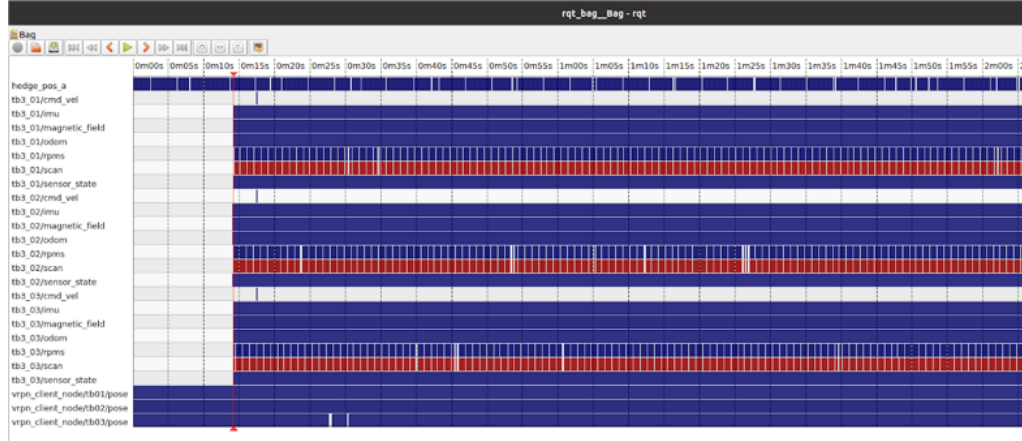 rqt_bag__Bag - rqt
Bag
0m00s 0m05s 0m10s 0m15s 0m20s 0m25s 0m30s 0m35s 0m40s 0m45s 0m50s 0m55s 1m00s 1m05s 1m10s 1m15s 1m20s 1m25s 1m30s 1m35s 1m40s 1m45s 1m50s 1m55s 2m00s
hedge_pos_a
tb3_01/cmd_vel
tb3_01/imu
tb3_01/magnetic_field
tb3_01/odom
tb3_01/rpms
tb3_01/scan
tb3_01/sensor_state
tb3_02/cmd_vel
tb3_02/imu
tb3_02/magnetic_field
tb3_02/odom
tb3_02/rpms
tb3_02/scan
tb3_02/sensor_state
tb3_03/cmd_vel
tb3_03/imu
tb3_03/magnetic_field
tb3_03/odom
tb3_03/rpms
tb3_03/scan
tb3_03/sensor_state
vrpn_client_node/tb01/pose
vrpn_client_node/tb02/pose
vrpn_client_node/tb03/pose